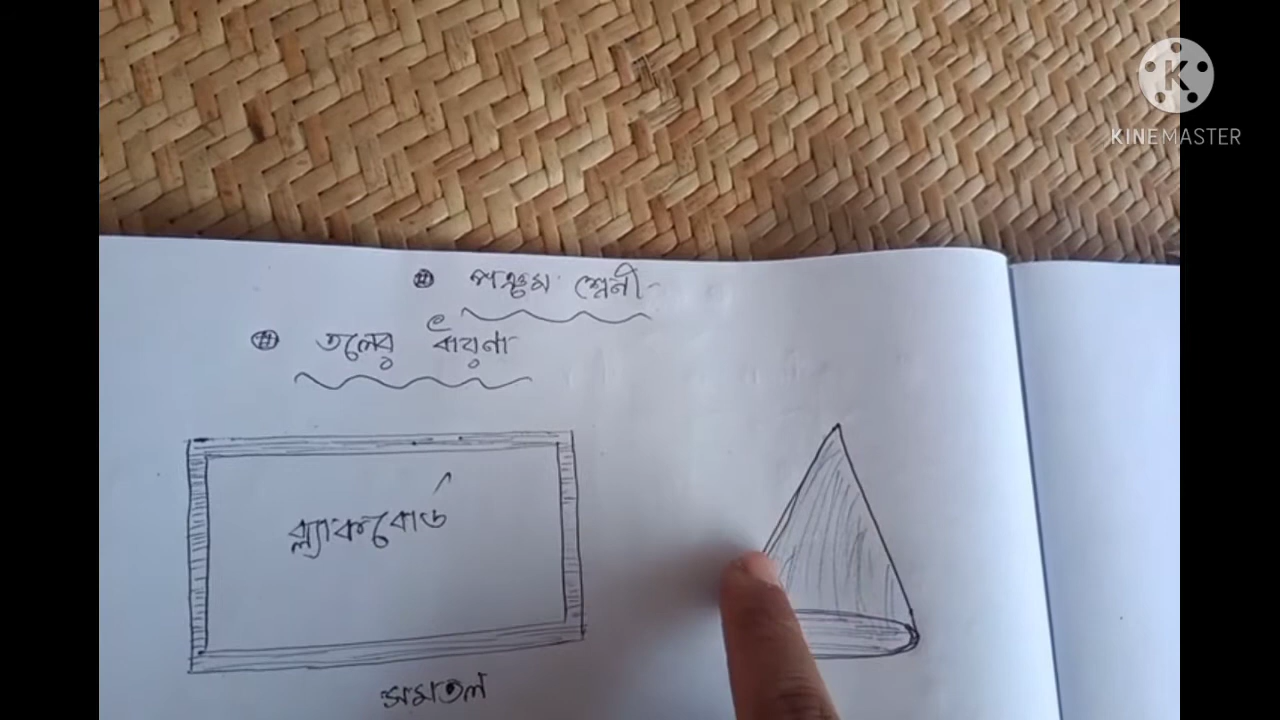 পঞ্চম শ্রেনী
তলের ধারণা
ব্ল্যাকবোর্ড
সমতল
K
KINEMASTER